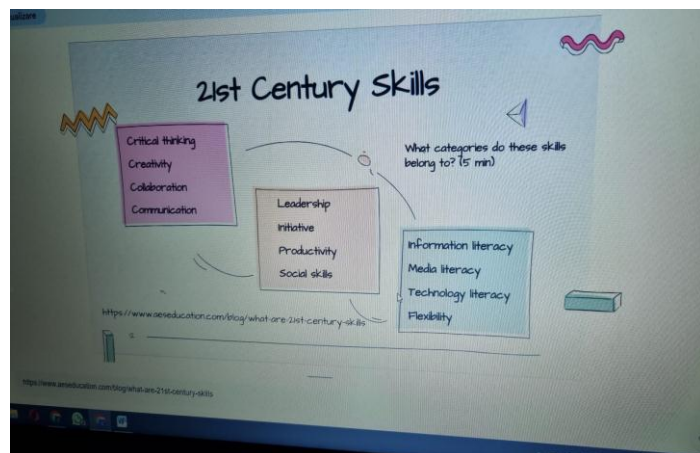 ualizare
21st Century Skills
Critical thinking
Creativity
Collaboration
Communication
What categories do these skills
belong to? (5 min)
Leadership
Initiative
Productivity
Social skills
Information literacy
Media literacy
Technology literacy
Flexibility
https://www.aeseducation.com/blog/what-are-21st-century-skills
https://www.aeseducation.com/blog/what-are-21st-century-skills